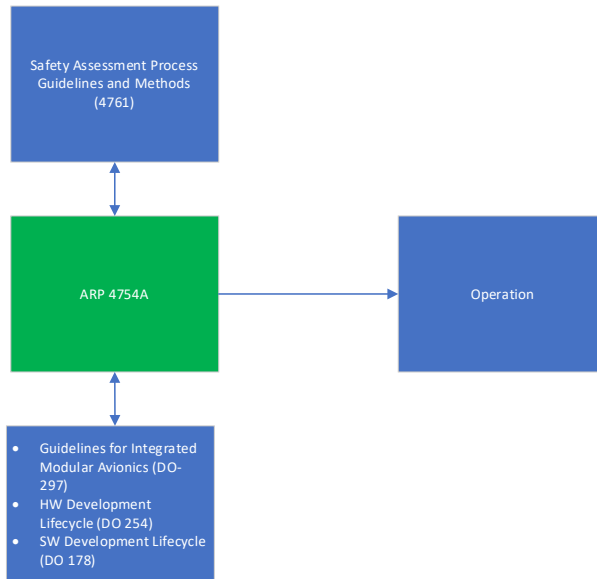 Safety Assessment Process
Guidelines and Methods
(4761)
ARP 4754A
Operation
• Guidelines for Integrated
Modular Avionics (DO-
297)
• HW Development
Lifecycle (DO 254)
• SW Development Lifecycle
(DO 178)